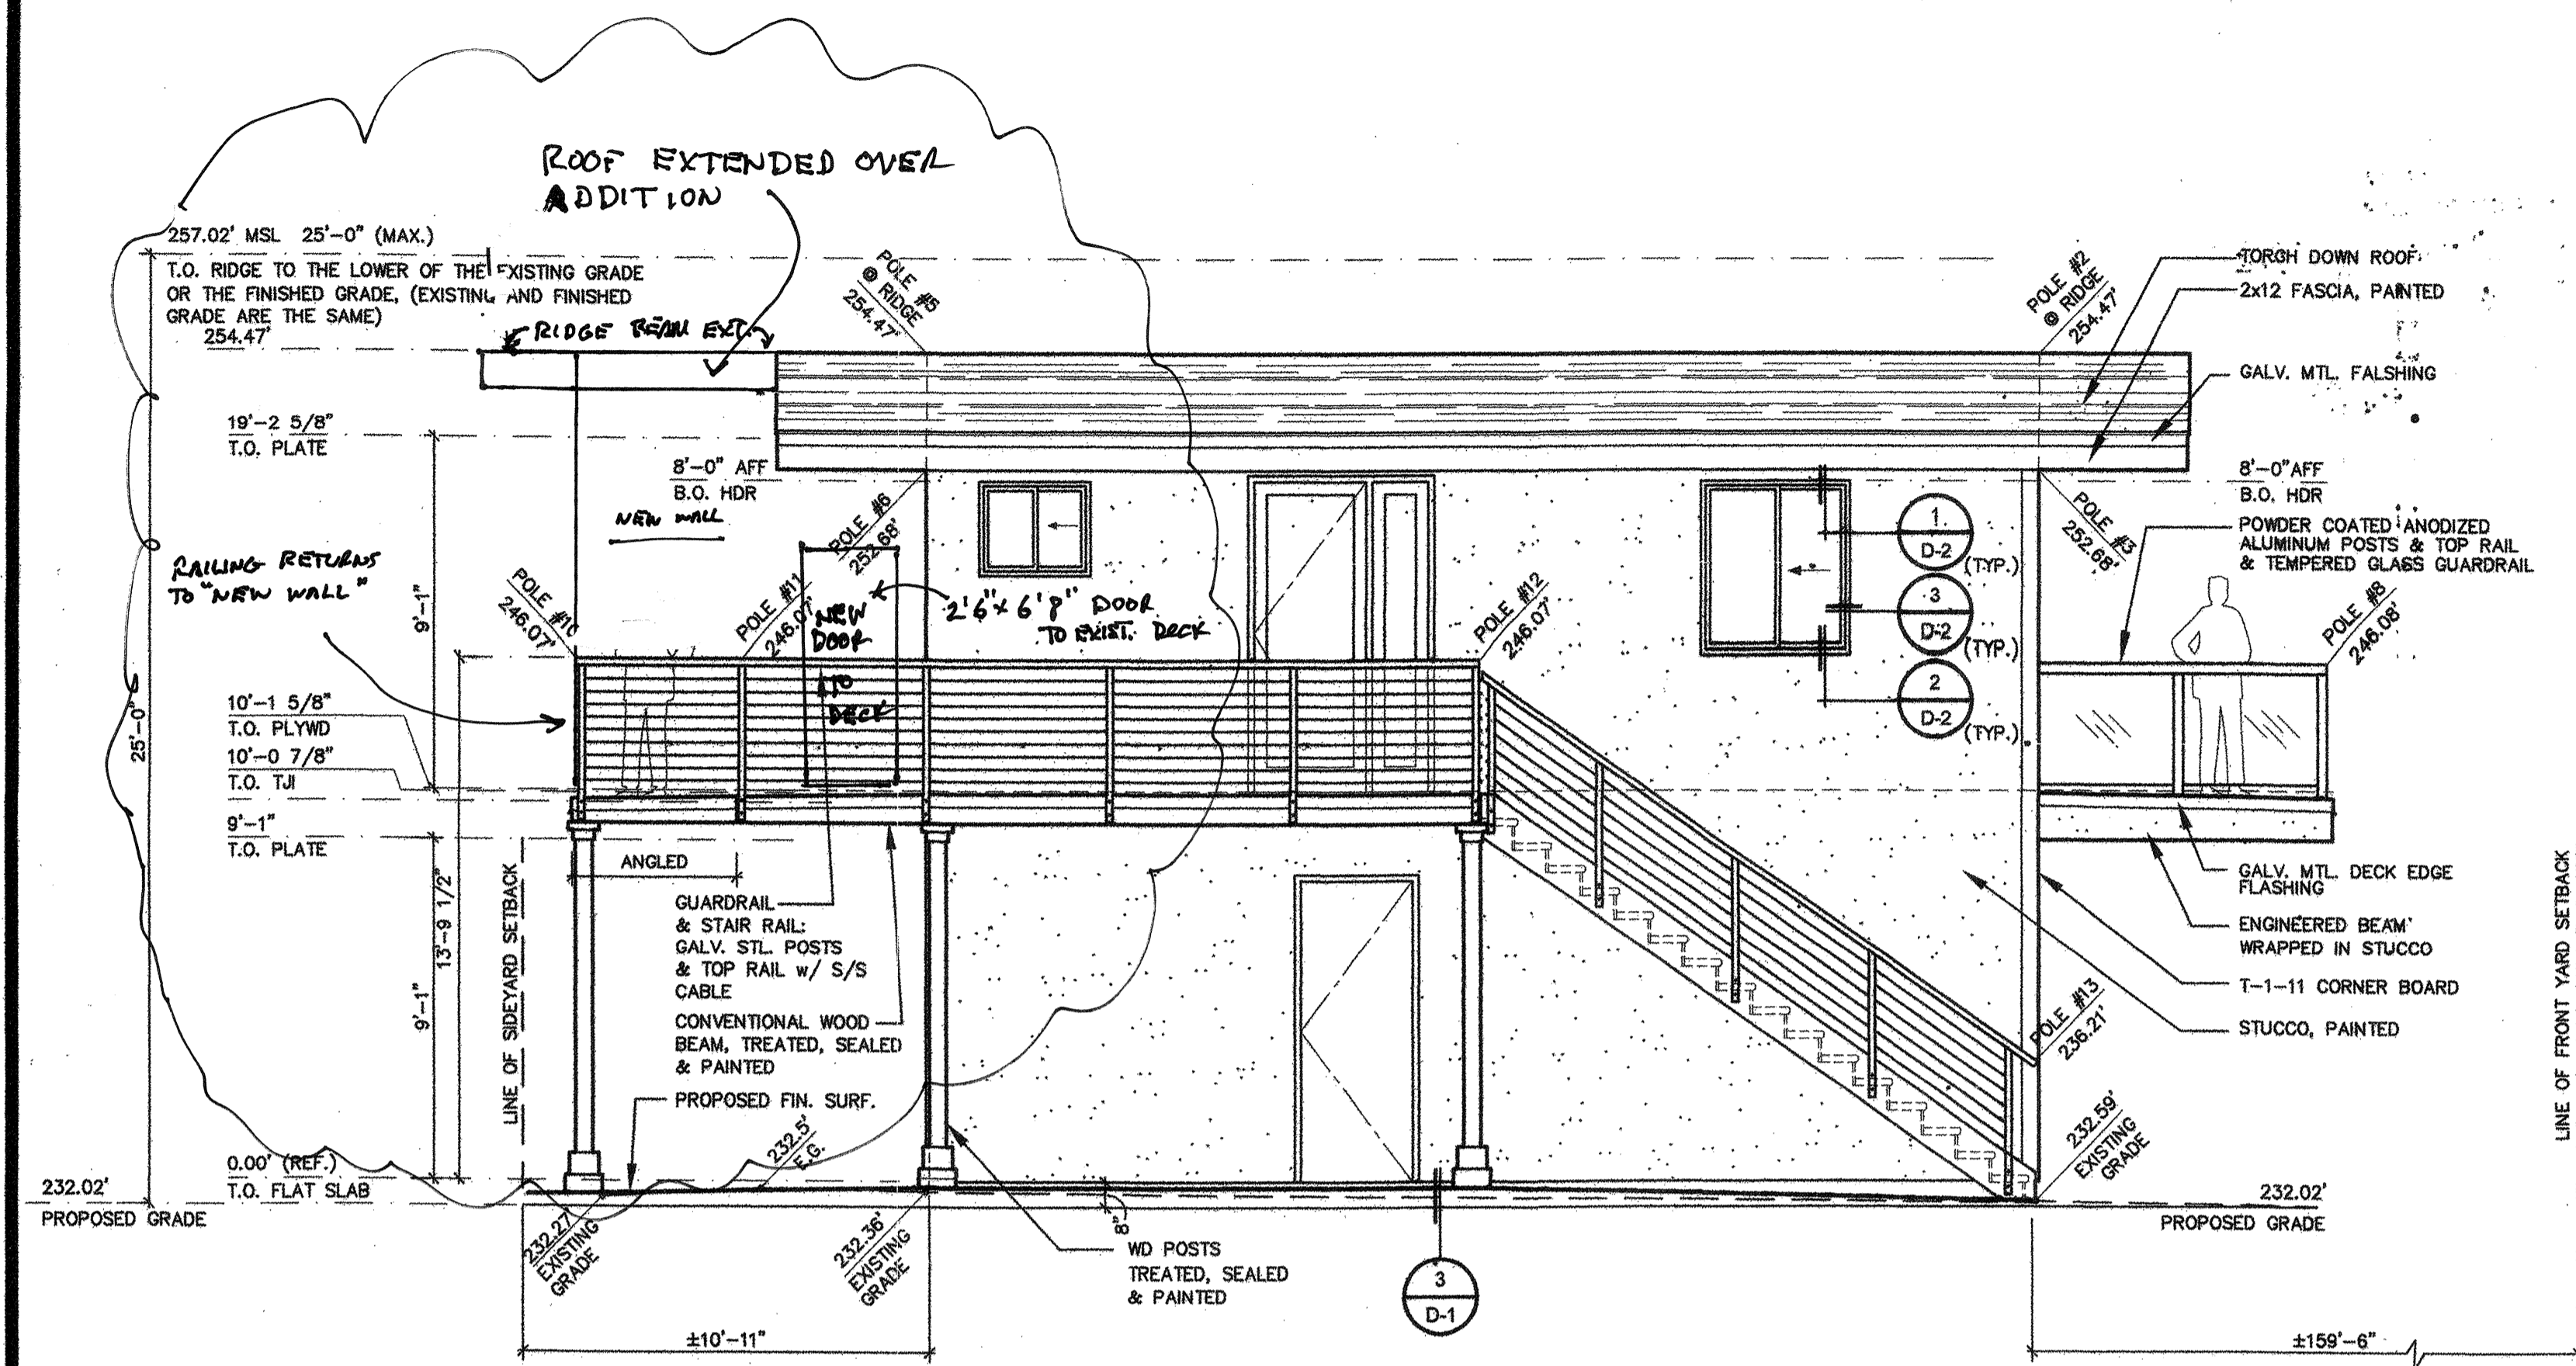 ROOF EXTENDED OVER
ADDITION
257.02' MSL 25'-0" (MAX.)
T.O. RIDGE TO THE LOWER OF THE EXISTING GRADE
OR THE FINISHED GRADE, (EXISTING AND FINISHED
GRADE ARE THE SAME)
254.47'
RIDGE BEAM EXT.
POLE #5
@ RIDGE
254.47'
POLE #2
@ RIDGE
254.47'
TORCH DOWN ROOF
2x12 FASCIA, PAINTED
GALV. MTL. FALSHING
19'-2 5/8"
T.O. PLATE
8'-0" AFF
B.O. HDR
NEW WALL
POLE #6
252.68'
8'-0"AFF
B.O. HDR
POLE #3
252.68'
POWDER COATED ANODIZED
ALUMINUM POSTS & TOP RAIL
& TEMPERED GLASS GUARDRAIL
1
D-2
(TYP.)
3
D-2
(TYP.)
2
D-2
(TYP.)
RAILING RETURNS
TO "NEW WALL"
POLE #10
246.07'
POLE #11
246.07'
NEW
DOOR
TO
DECK
2'6"x 6'8" DOOR
TO EXIST. DECK
POLE #12
246.07'
POLE #8
246.08'
9'-1"
25'-0"
10'-1 5/8"
T.O. PLYWD
10'-0 7/8"
T.O. TJI
9'-1"
T.O. PLATE
13'-9 1/2"
9'-1"
LINE OF SIDEYARD SETBACK
ANGLED
GUARDRAIL
& STAIR RAIL:
GALV. STL. POSTS
& TOP RAIL w/ S/S
CABLE
CONVENTIONAL WOOD
BEAM, TREATED, SEALED
& PAINTED
PROPOSED FIN. SURF.
GALV. MTL. DECK EDGE
FLASHING
ENGINEERED BEAM
WRAPPED IN STUCCO
T-1-11 CORNER BOARD
STUCCO, PAINTED
LINE OF FRONT YARD SETBACK
POLE #13
236.21'
232.59'
EXISTING
GRADE
0.00' (REF.)
T.O. FLAT SLAB
232.02'
PROPOSED GRADE
232.5'
E.G.
232.27'
EXISTING
GRADE
232.36'
EXISTING
GRADE
8"
WD POSTS
TREATED, SEALED
& PAINTED
3
D-1
232.02'
PROPOSED GRADE
±10'-11"
±159'-6"